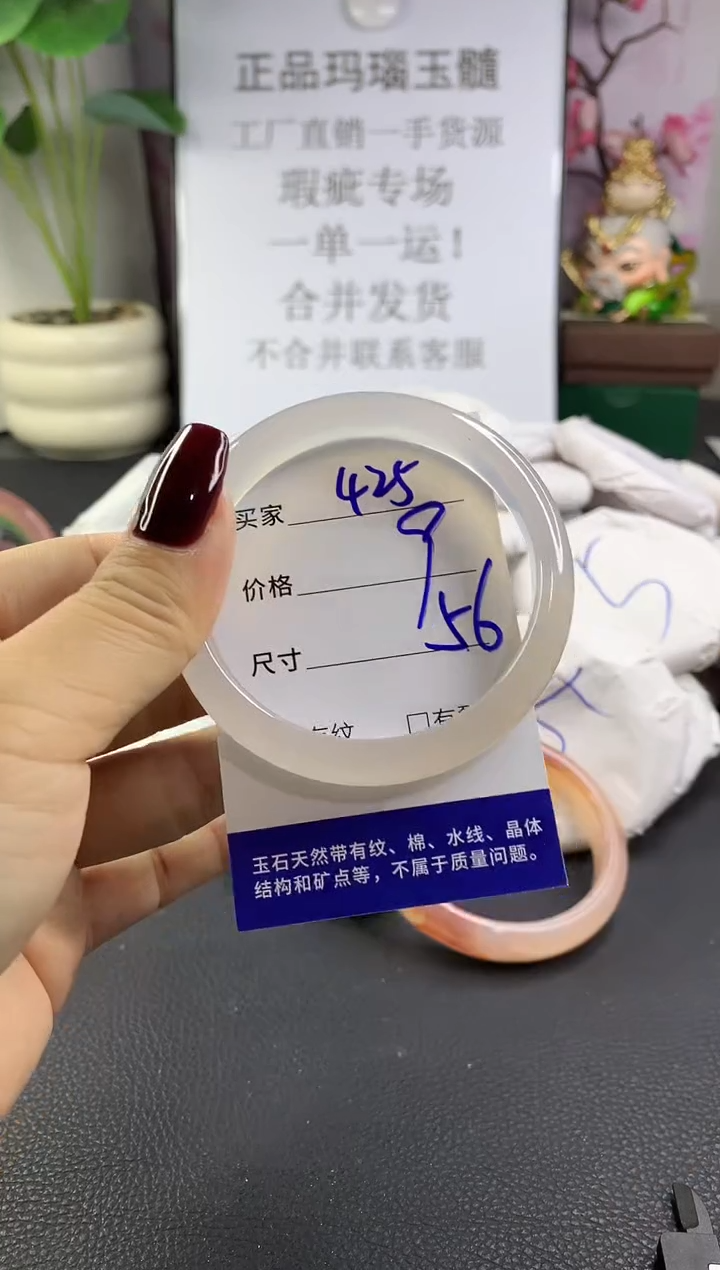 正品玛瑙玉髓
工厂直销一手货源
瑕疵专场
一单一运！
合并发货
不合并联系客服
买家 425
价格 9
尺寸 56
纹 □有
玉石天然带有纹、棉、水线、晶体
结构和矿点等，不属于质量问题。